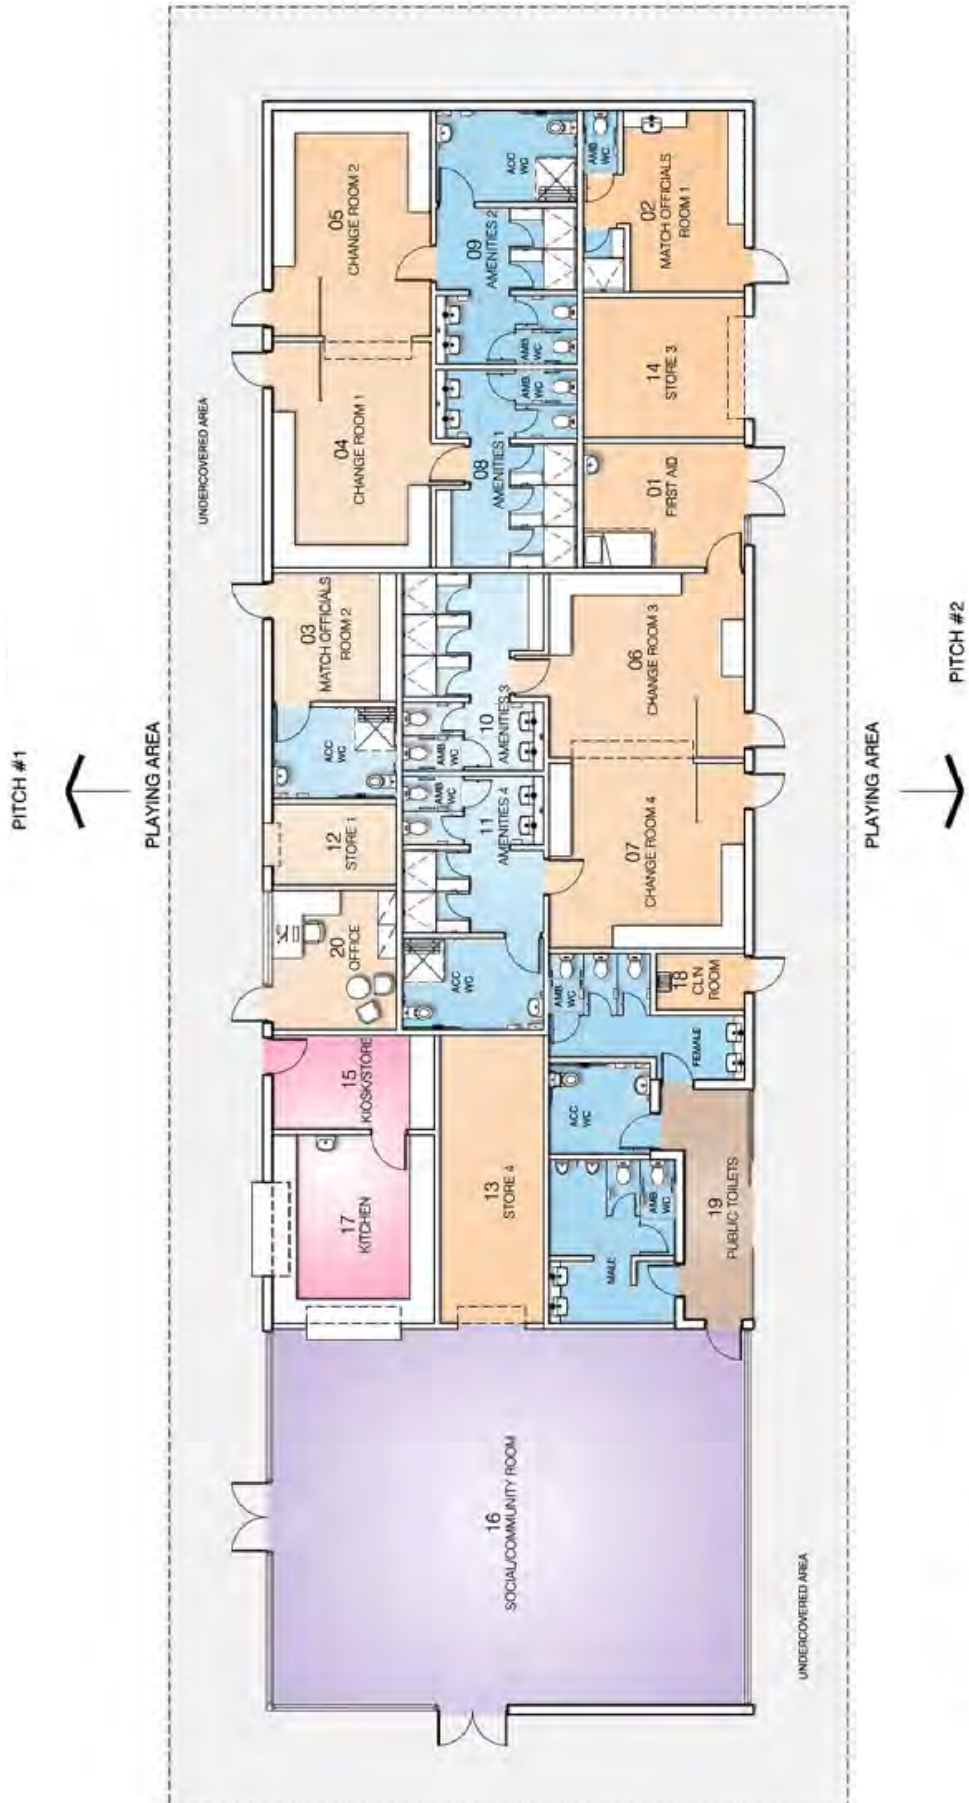 PITCH #1
PLAYING AREA
UNDERCOVERED AREA
16
SOCIAL/COMMUNITY ROOM
17
KITCHEN
15
KIOSK/STORE
20
OFFICE
12
STORE 1
ACC
WC
03
MATCH OFFICIALS
ROOM 2
04
CHANGE ROOM 1
05
CHANGE ROOM 2
13
STORE 4
ACC
WC
11
AMENITIES 4
AMB
WC
AMB
WC
10
AMENITIES 3
08
AMENITIES 1
AMB
WC
AMB
WC
09
AMENITIES 2
ACC
WC
MALE
AMB
WC
ACC
WC
FEMALE
AMB
WC
19
PUBLIC TOILETS
18
CL'N
ROOM
07
CHANGE ROOM 4
06
CHANGE ROOM 3
01
FIRST AID
14
STORE 3
02
MATCH OFFICIALS
ROOM 1
AMB
WC
UNDERCOVERED AREA
PLAYING AREA
PITCH #2